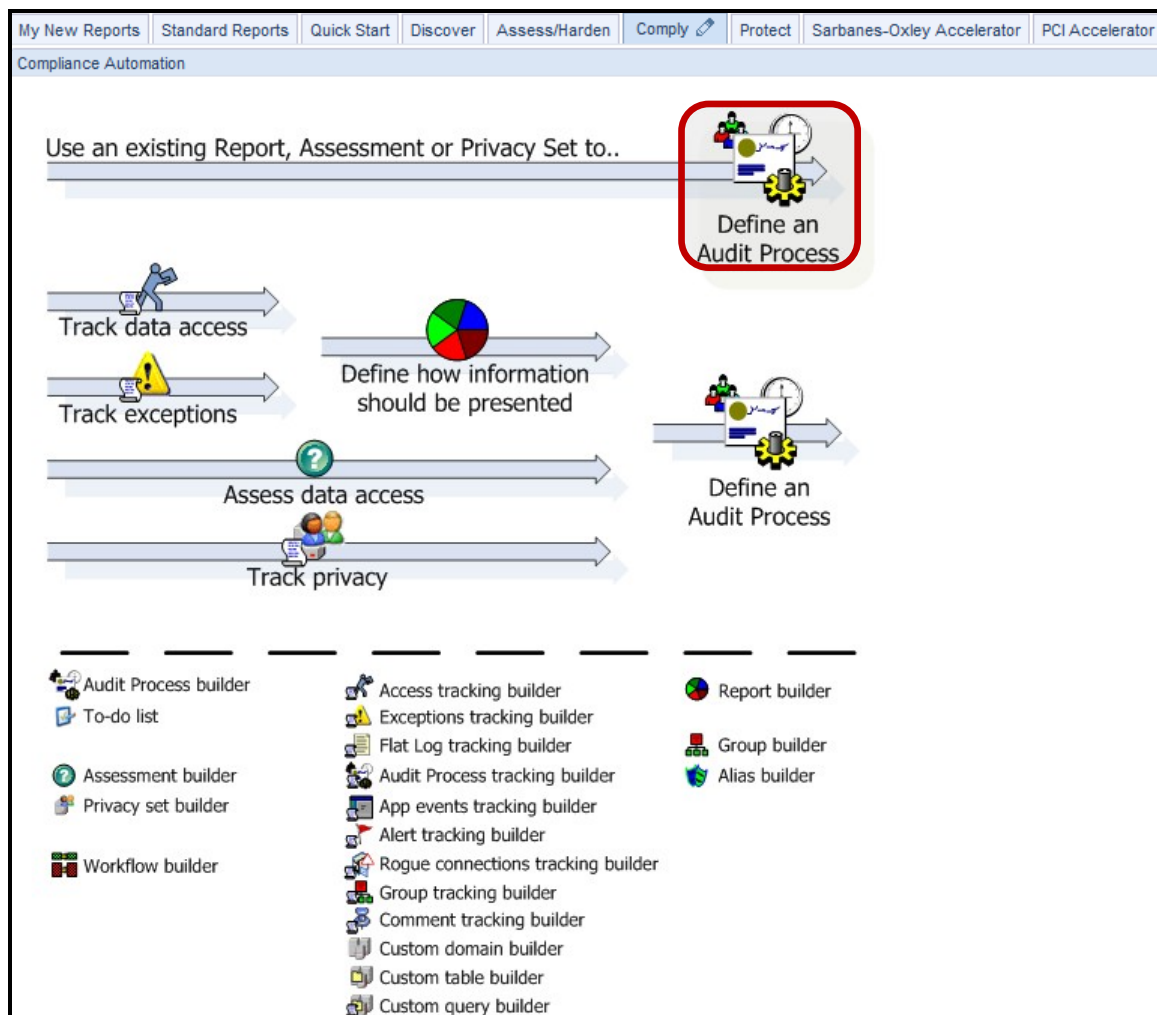 My New Reports Standard Reports Quick Start Discover Assess/Harden Comply Protect Sarbanes-Oxley Accelerator PCI Accelerator
Compliance Automation
Use an existing Report, Assessment or Privacy Set to..
Define an
Audit Process
Track data access
Define how information
should be presented
Track exceptions
Assess data access
Define an
Audit Process
Track privacy
Audit Process builder
To-do list
Assessment builder
Privacy set builder
Workflow builder
Access tracking builder
Exceptions tracking builder
Flat Log tracking builder
Audit Process tracking builder
App events tracking builder
Alert tracking builder
Rogue connections tracking builder
Group tracking builder
Comment tracking builder
Custom domain builder
Custom table builder
Custom query builder
Report builder
Group builder
Alias builder